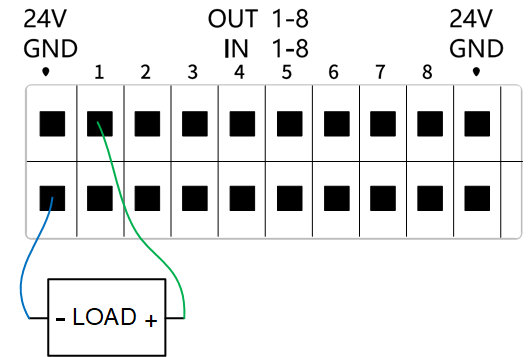 24V OUT 1-8 24V
GND IN 1-8 GND
1 2 3 4 5 6 7 8
- LOAD +